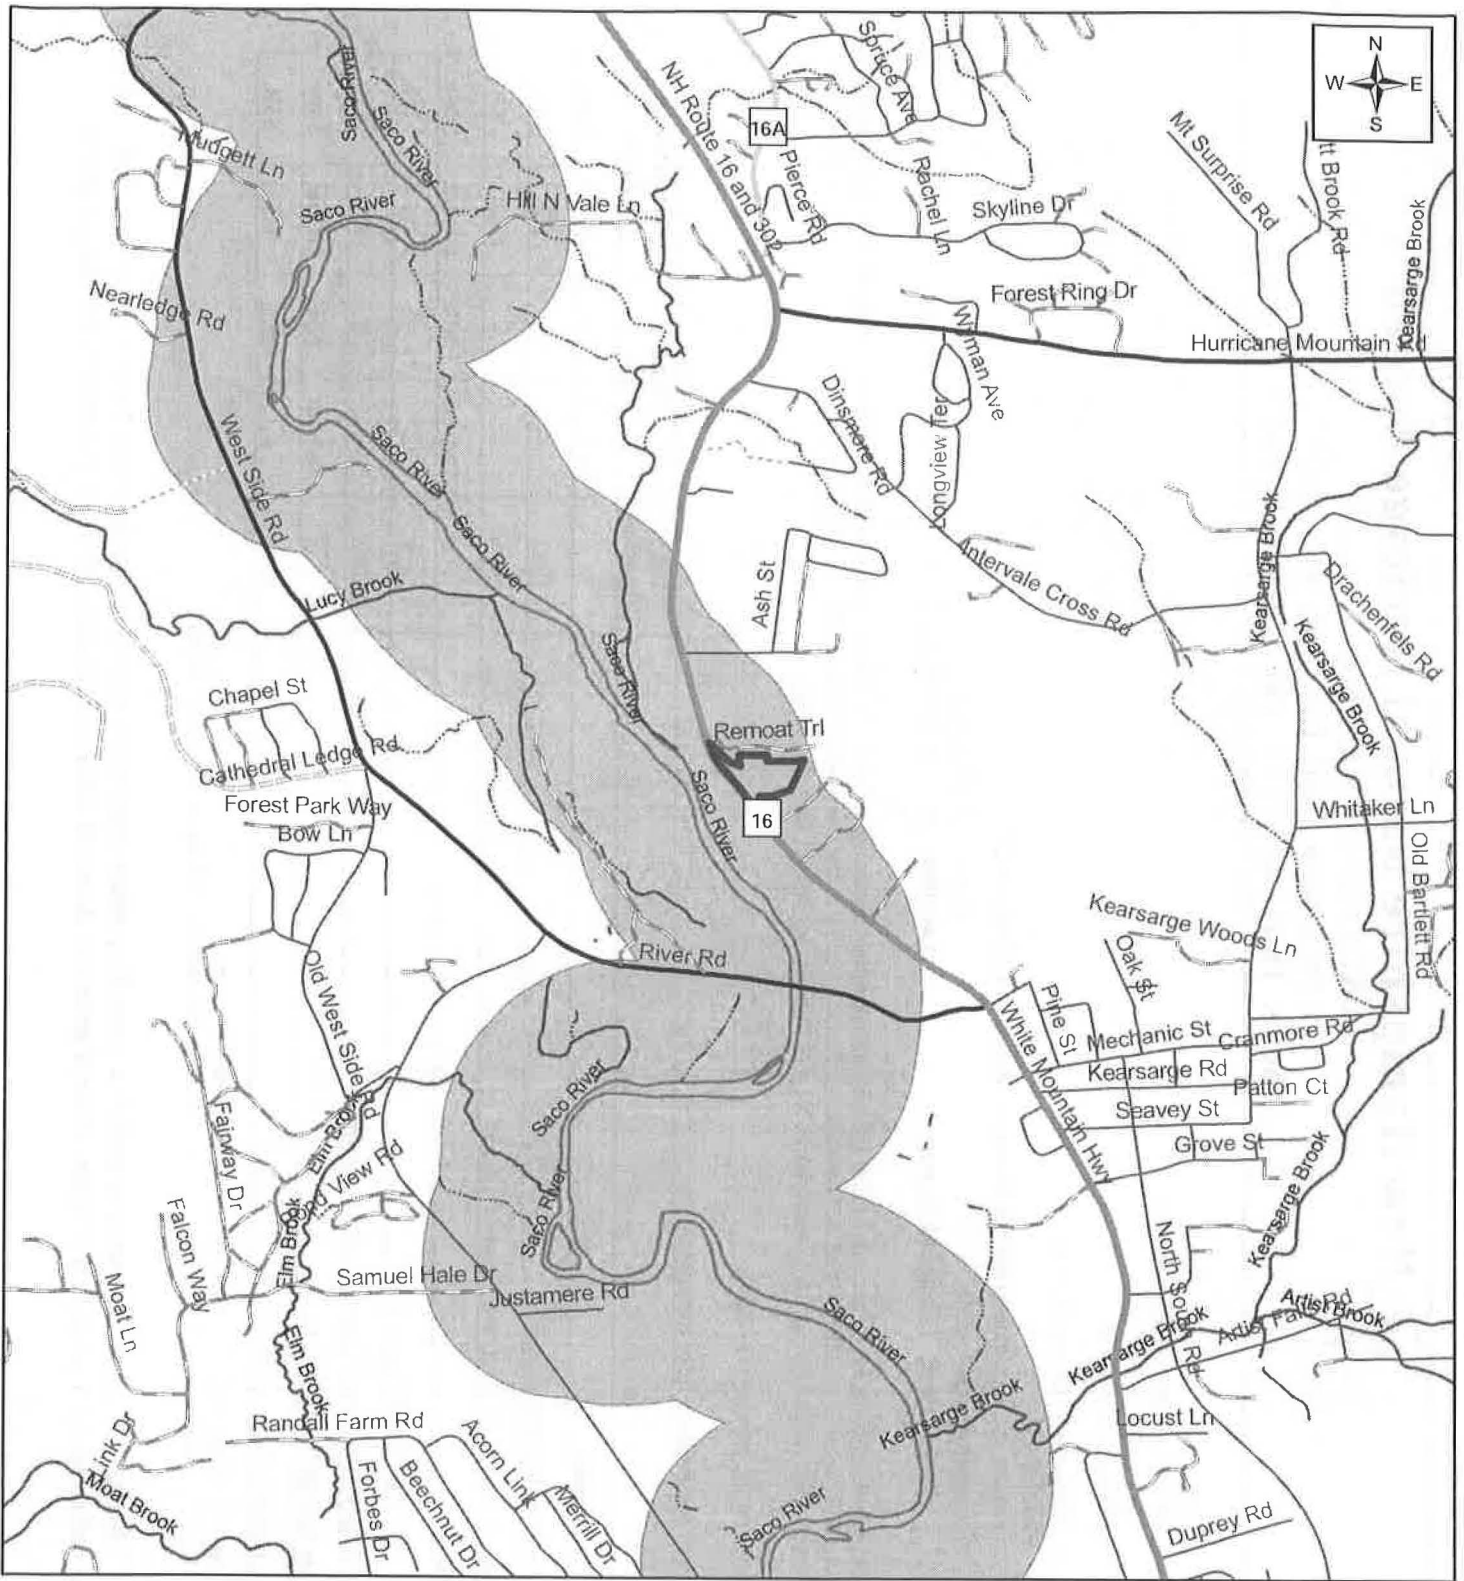 N
W E
S
Saco River
Saco River
Spruce Ave
NH Route 16 and 302
16A
Mt Surprise Rd
Pierce Rd
Rachel Ln
tt Brook Rd
Kearsarge Brook
Ln
Saco River
Hill N Vale Ln
Skyline Dr
Nearledge Rd
Forest Ring Dr
Hurricane Mountain Rd
Dinsmore Rd
Longview Ter
West Side Rd
Saco River
Saco River
Kearsarge Brook
Intervale Cross Rd
Ash St
Lucy Brook
Drachenfels Rd
Kearsarge Brook
Saco River
Chapel St
Remoat Trl
Cathedral Ledge Rd
Saco River
Forest Park Way
16
Whitaker Ln
Bow Ln
Old Bartlett Rd
Kearsarge Woods Ln
Oak St
River Rd
Old West Side Rd
Pine St
White Mountain Hwy
Mechanic St
Cranmore Rd
Kearsarge Rd
Patton Ct
Saco River
Seavey St
Fairway Dr
Elm Brook
Grove St
View Rd
Kearsarge Brook
Saco River
Falcon Way
Elm Brook
North South Rd
Samuel Hale Dr
Justamere Rd
Moat Ln
Saco River
Kearsarge Brook
Artist Falls Rd
Artist Brook
Elm Brook
Kearsarge Brook
Randall Farm Rd
Locust Ln
Link Dr
Acorn Link
Forbes Dr
Beechnut Dr
Merrill Dr
Moat Brook
Saco River
Duprey Rd